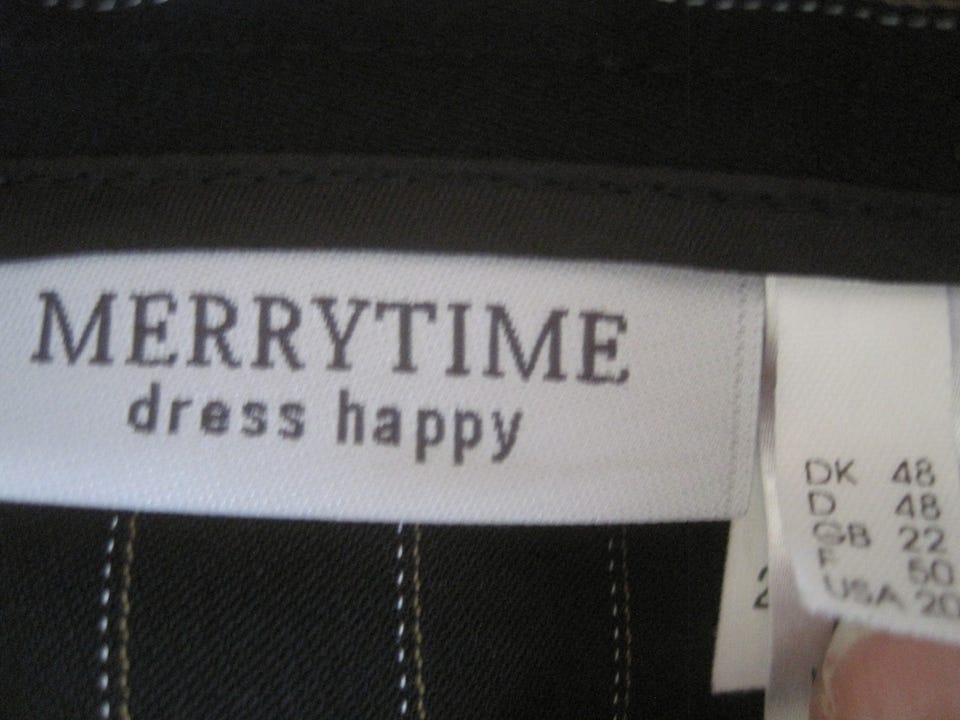 MERRYTIME
dress happy
DK 48
D 48
GB 22
F 50
USA 20